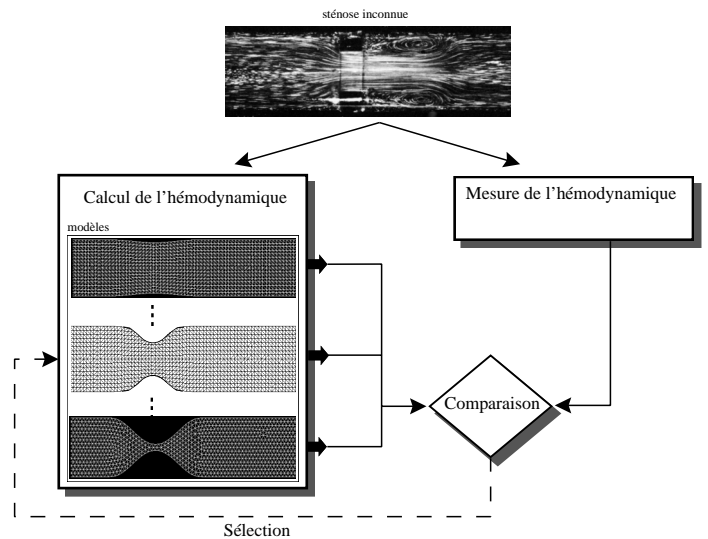 sténose inconnue
Calcul de l’hémodynamique
Mesure de l’hémodynamique
modèles
Comparaison
Sélection